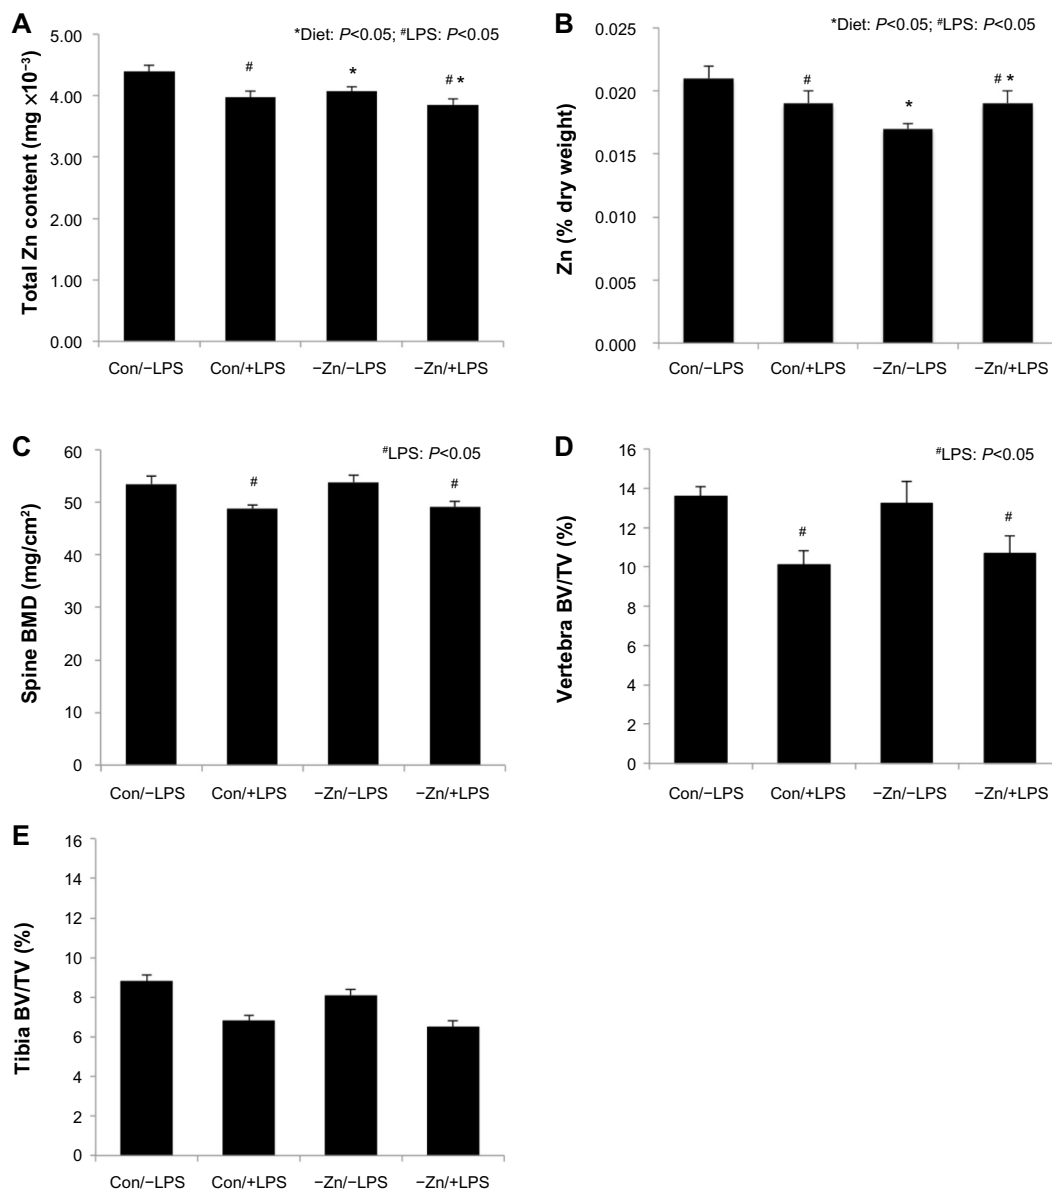 A
*Diet: P<0.05; #LPS: P<0.05
Total Zn content (mg ×10⁻³)
5.00
4.00
3.00
2.00
1.00
0.00
# * # *
Con/−LPS Con/+LPS −Zn/−LPS −Zn/+LPS
B
*Diet: P<0.05; #LPS: P<0.05
Zn (% dry weight)
0.025
0.020
0.015
0.010
0.005
0.000
# * # *
Con/−LPS Con/+LPS −Zn/−LPS −Zn/+LPS
C
#LPS: P<0.05
Spine BMD (mg/cm²)
60
50
40
30
20
10
0
# #
Con/−LPS Con/+LPS −Zn/−LPS −Zn/+LPS
D
#LPS: P<0.05
Vertebra BV/TV (%)
16
14
12
10
8
6
4
2
0
# #
Con/−LPS Con/+LPS −Zn/−LPS −Zn/+LPS
E
Tibia BV/TV (%)
16
14
12
10
8
6
4
2
0
Con/−LPS Con/+LPS −Zn/−LPS −Zn/+LPS